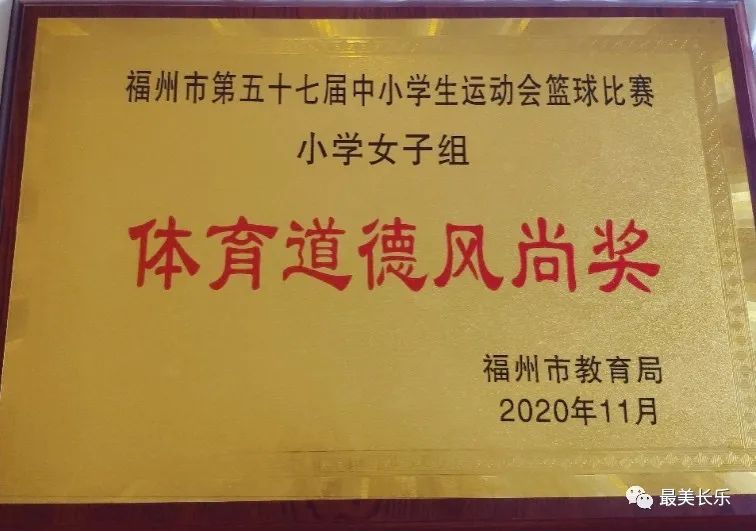 福州市第五十七届中小学生运动会篮球比赛
小学女子组
体育道德风尚奖
福州市教育局
2020年11月
最美长乐